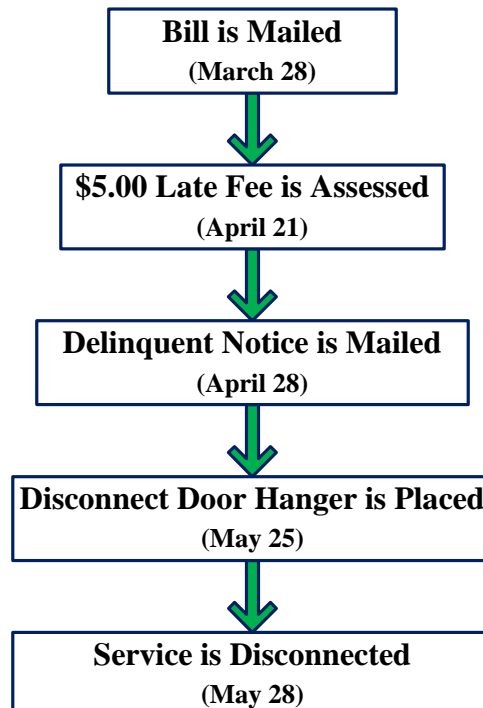 Bill is Mailed
(March 28)
$5.00 Late Fee is Assessed
(April 21)
Delinquent Notice is Mailed
(April 28)
Disconnect Door Hanger is Placed
(May 25)
Service is Disconnected
(May 28)